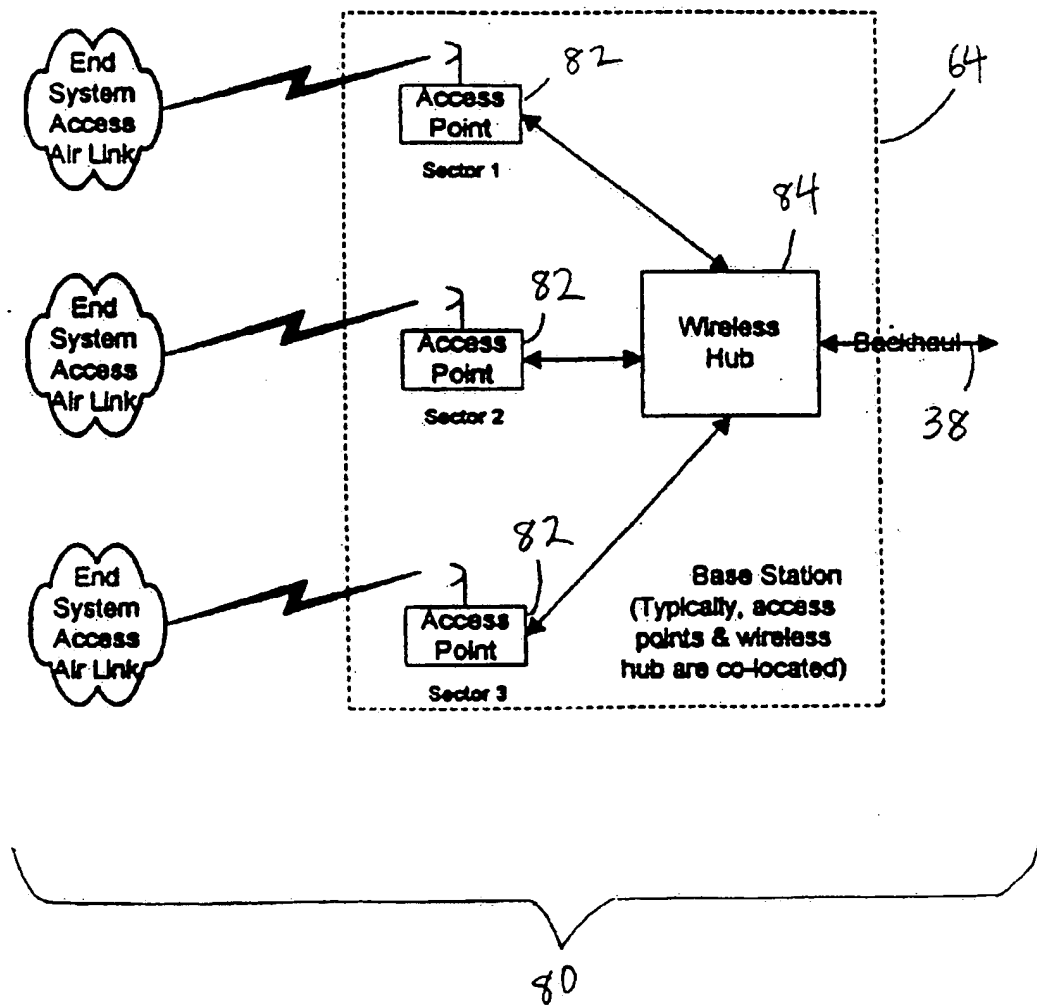 End
System
Access
Air Link
Access
Point
Sector 1
82
64
End
System
Access
Air Link
Access
Point
Sector 2
82
Wireless
Hub
84
Backhaul
38
End
System
Access
Air Link
Access
Point
Sector 3
82
Base Station
(Typically, access
points & wireless
hub are co-located)
80